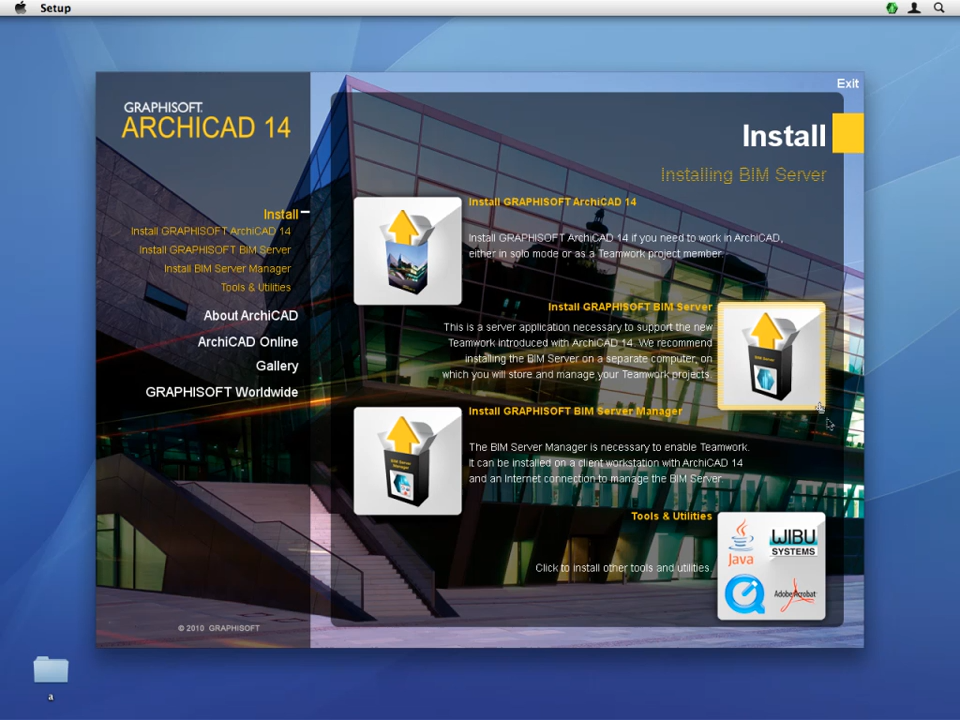 Setup
Exit
GRAPHISOFT.
ARCHICAD 14
Install
Installing BIM Server
Install
Install GRAPHISOFT ArchiCAD 14
Install GRAPHISOFT BIM Server
Install BIM Server Manager
Tools & Utilities
About ArchiCAD
ArchiCAD Online
Gallery
GRAPHISOFT Worldwide
© 2010 GRAPHISOFT
Install GRAPHISOFT ArchiCAD 14
Install GRAPHISOFT ArchiCAD 14 if you need to work in ArchiCAD,
either in solo mode or as a Teamwork project member.
Install GRAPHISOFT BIM Server
This is a server application necessary to support the new
Teamwork introduced with ArchiCAD 14. We recommend
installing the BIM Server on a separate computer, on
which you will store and manage your Teamwork projects.
BIM Server
Install GRAPHISOFT BIM Server Manager
The BIM Server Manager is necessary to enable Teamwork.
It can be installed on a client workstation with ArchiCAD 14
and an Internet connection to manage the BIM Server.
BIM Server
Manager
Tools & Utilities
Click to install other tools and utilities.
Java
WIBU
SYSTEMS
Adobe Acrobat
a